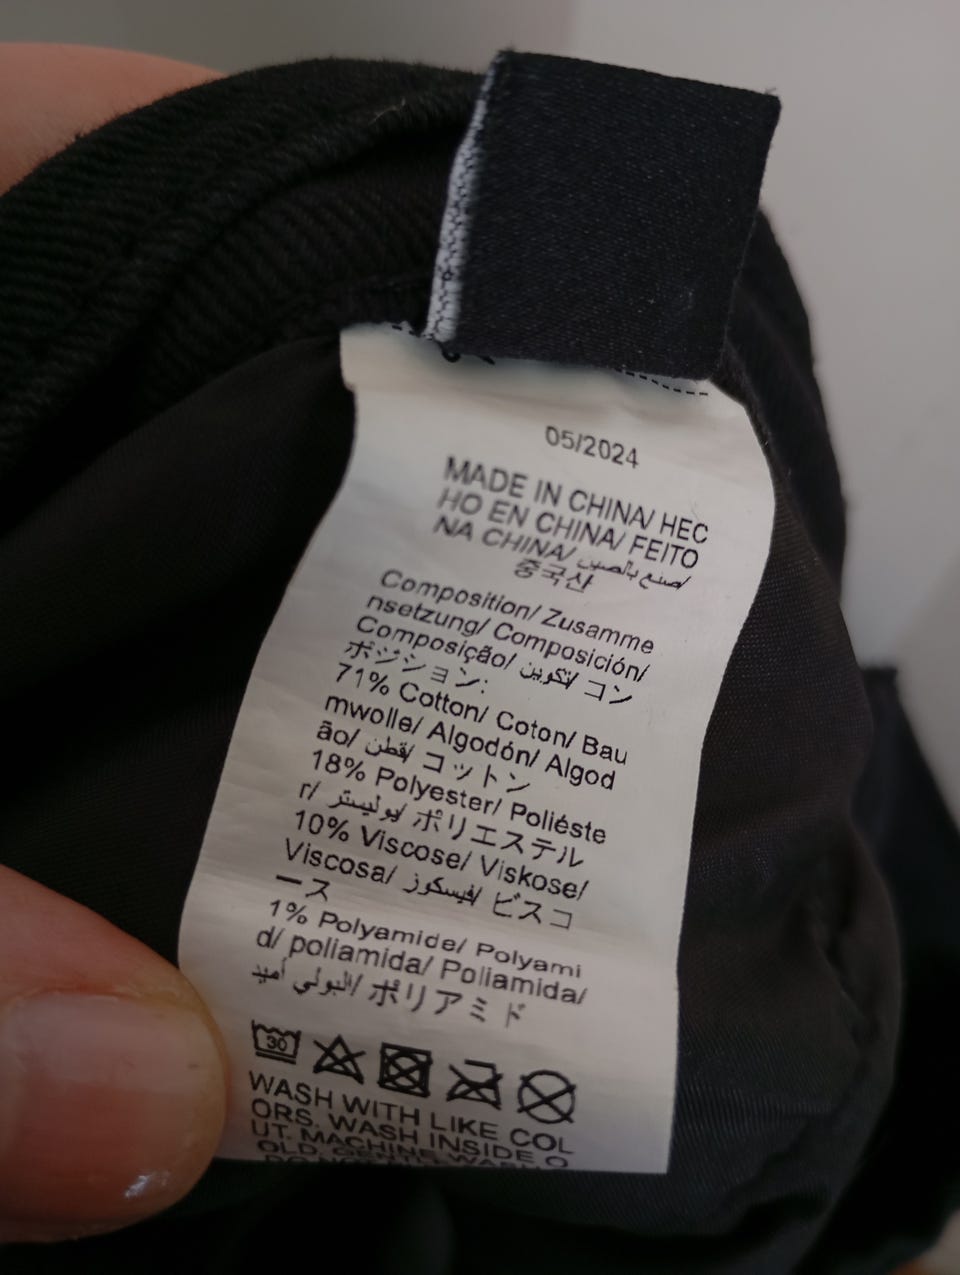 05/2024
MADE IN CHINA/ HEC
HO EN CHINA/ FEITO
NA CHINA/ صنع بالصين/
중국산
Composition/ Zusamme
nsetzung/ Composición/
Composição/ تكوين/ コン
ポジション:
71% Cotton/ Coton/ Bau
mwolle/ Algodón/ Algod
ão/ قطن/ コットン
18% Polyester/ Poliéste
r/ بوليستر/ ポリエステル
10% Viscose/ Viskose/
Viscosa/ فيسكوز/ ビスコ
ース
1% Polyamide/ Polyami
d/ poliamida/ Poliamida/
البولي أميد/ ポリアミド
30
WASH WITH LIKE COL
ORS. WASH INSIDE O
UT. MACHINE WASH
OLD, GENTLE